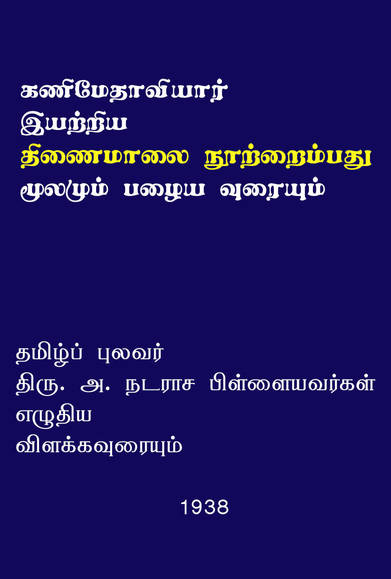 கணிமேதாவியார்
இயற்றிய
திணைமாலை நூற்றைம்பது
மூலமும் பழைய வுரையும்
தமிழ்ப் புலவர்
திரு. அ. நடராச பிள்ளையவர்கள்
எழுதிய
விளக்கவுரையும்
1938